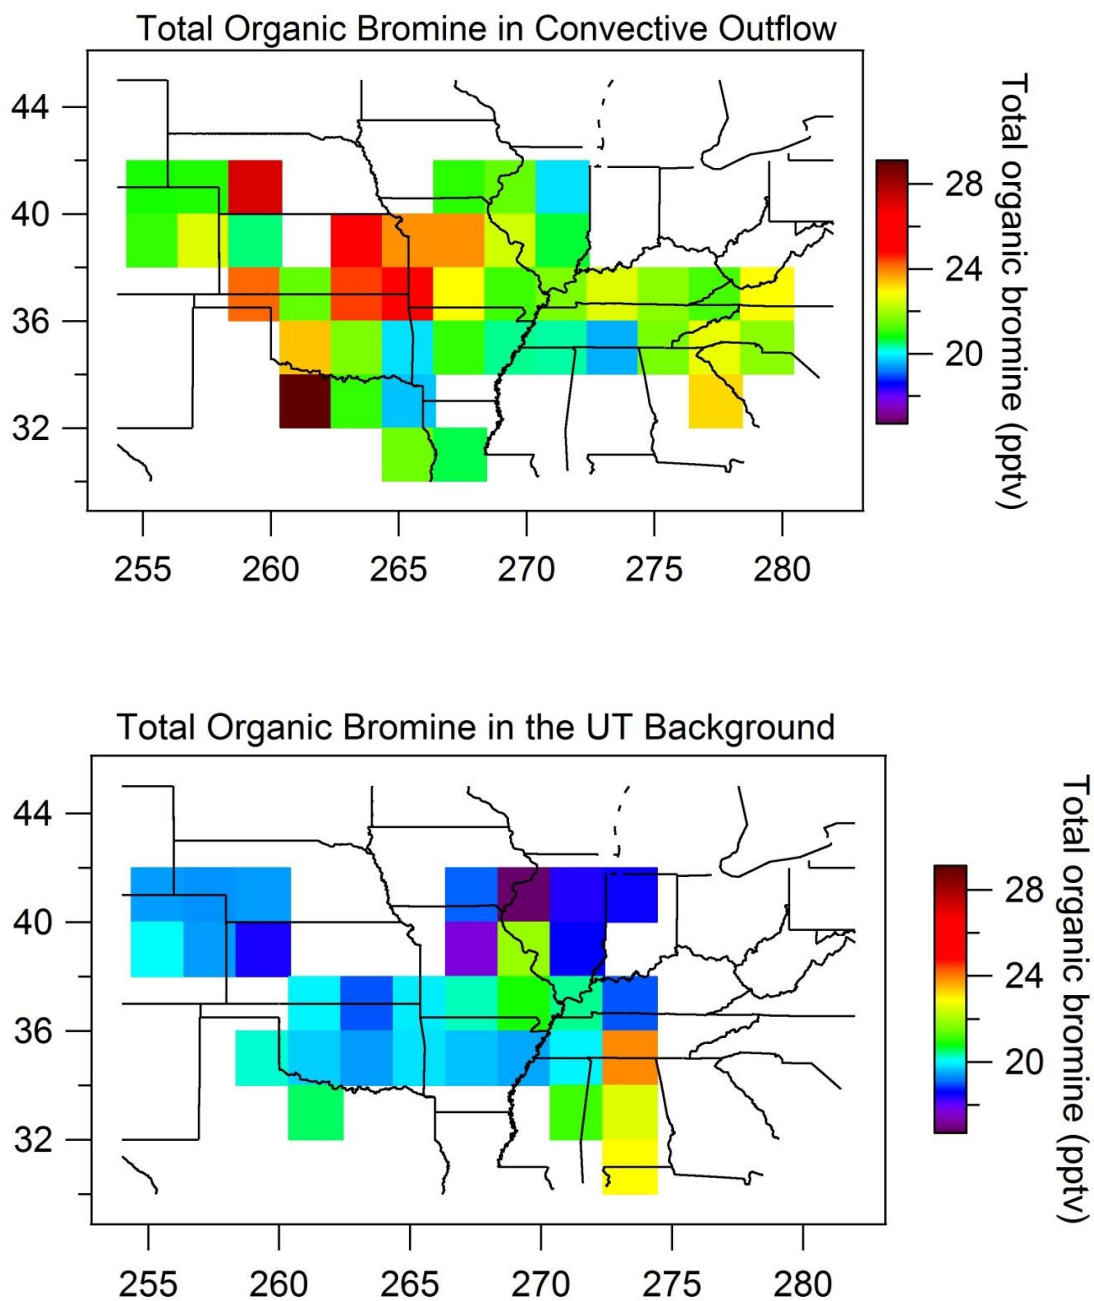 Total Organic Bromine in Convective Outflow
44
40
36
32
255 260 265 270 275 280
28
24
20
Total organic bromine (pptv)
Total Organic Bromine in the UT Background
44
40
36
32
255 260 265 270 275 280
28
24
20
Total organic bromine (pptv)